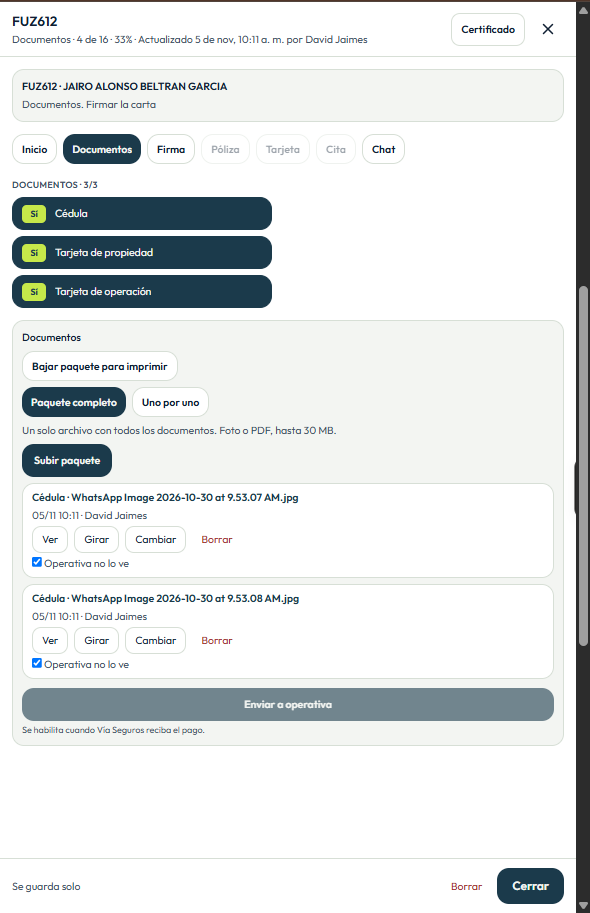 FUZ612
Documentos · 4 de 16 · 33% · Actualizado 5 de nov, 10:11 a. m. por David Jaimes
Certificado
FUZ612 · JAIRO ALONSO BELTRAN GARCIA
Documentos. Firmar la carta
Inicio Documentos Firma Póliza Tarjeta Cita Chat
DOCUMENTOS · 3/3
Sí Cédula
Sí Tarjeta de propiedad
Sí Tarjeta de operación
Documentos
Bajar paquete para imprimir
Paquete completo Uno por uno
Un solo archivo con todos los documentos. Foto o PDF, hasta 30 MB.
Subir paquete
Cédula · WhatsApp Image 2026-10-30 at 9.53.07 AM.jpg
05/11 10:11 · David Jaimes
Ver Girar Cambiar Borrar
Operativa no lo ve
Cédula · WhatsApp Image 2026-10-30 at 9.53.08 AM.jpg
05/11 10:11 · David Jaimes
Ver Girar Cambiar Borrar
Operativa no lo ve
Enviar a operativa
Se habilita cuando Vía Seguros reciba el pago.
Se guarda solo
Borrar Cerrar